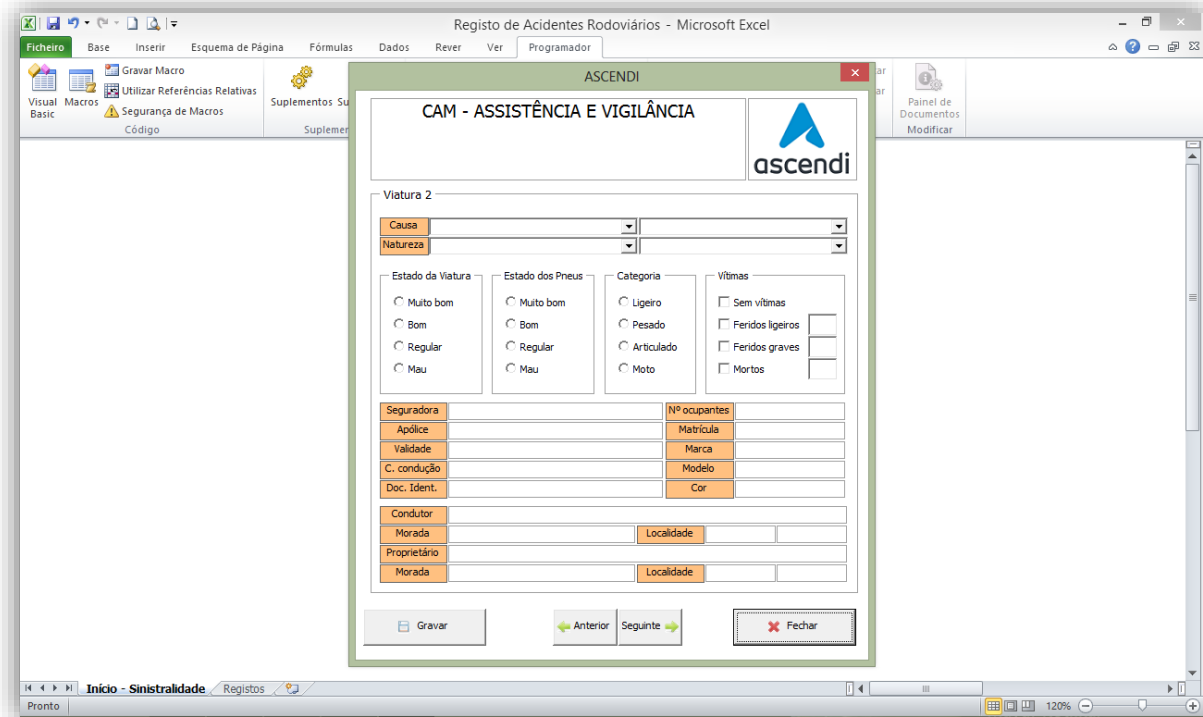 Registo de Acidentes Rodoviários - Microsoft Excel
Ficheiro Base Inserir Esquema de Página Fórmulas Dados Rever Ver Programador
Visual Basic
Macros
Gravar Macro
Utilizar Referências Relativas
Segurança de Macros
Código
Suplementos Su
Suplemen
ar
ar
Painel de Documentos
Modificar
ASCENDI
CAM - ASSISTÊNCIA E VIGILÂNCIA
ascendi
Viatura 2
Causa
Natureza
Estado da Viatura Estado dos Pneus Categoria Vítimas
Muito bom Muito bom Ligeiro Sem vítimas
Bom Bom Pesado Feridos ligeiros
Regular Regular Articulado Feridos graves
Mau Mau Moto Mortos
Seguradora Nº ocupantes
Apólice Matrícula
Validade Marca
C. condução Modelo
Doc. Ident. Cor
Condutor
Morada Localidade
Proprietário
Morada Localidade
Gravar Anterior Seguinte Fechar
Início - Sinistralidade Registos
Pronto 120%